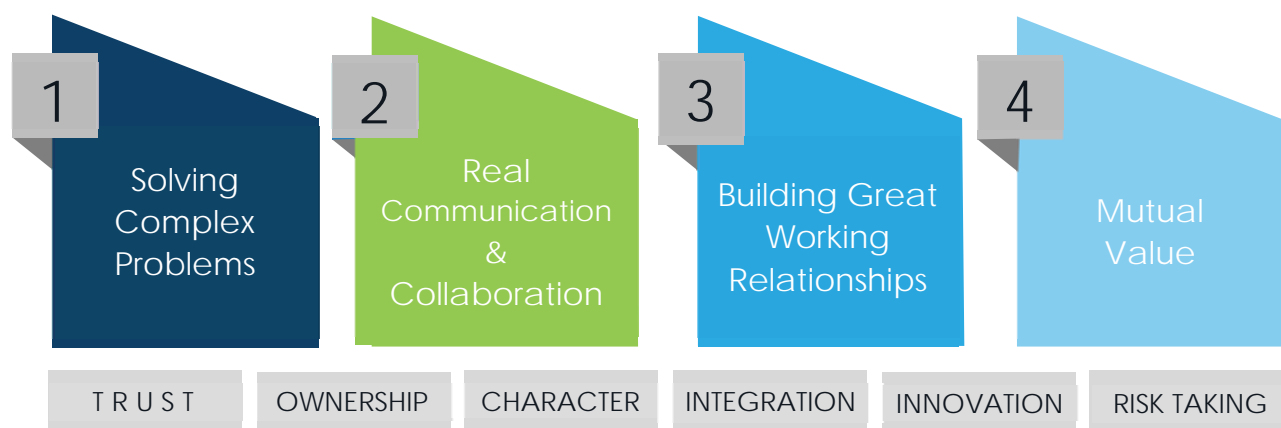 1
Solving
Complex
Problems
2
Real
Communication
&
Collaboration
3
Building Great
Working
Relationships
4
Mutual
Value
T R U S T
OWNERSHIP
CHARACTER
INTEGRATION
INNOVATION
RISK TAKING